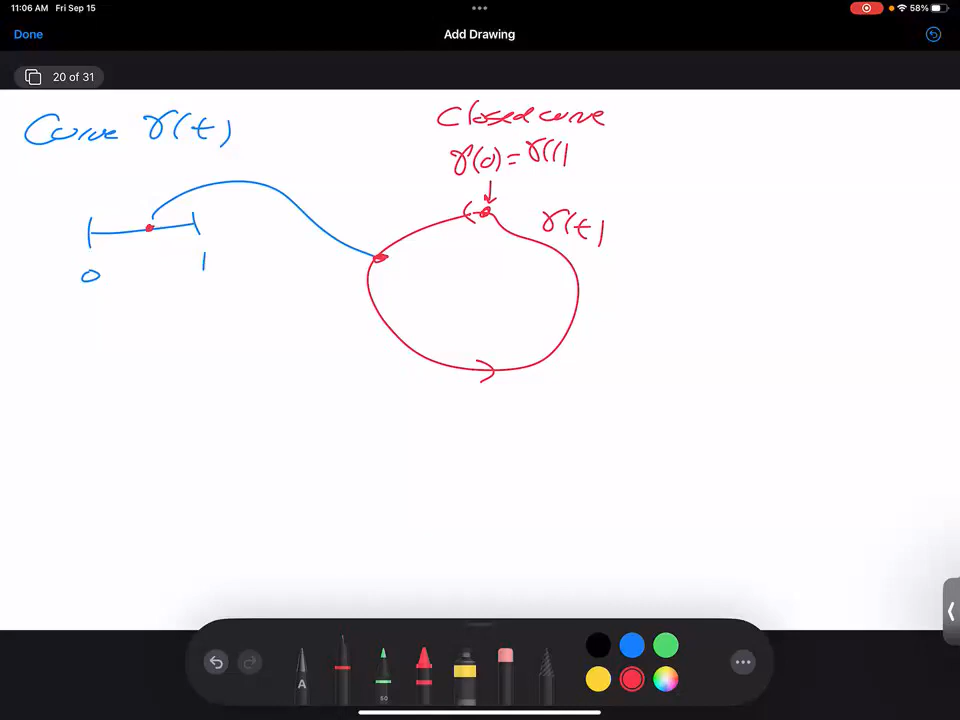 11:06 AM Fri Sep 15
58%
Done
Add Drawing
20 of 31
Curve γ(t)
Closed curve
γ(0) = γ(1)
γ(t)
0
1
A
50